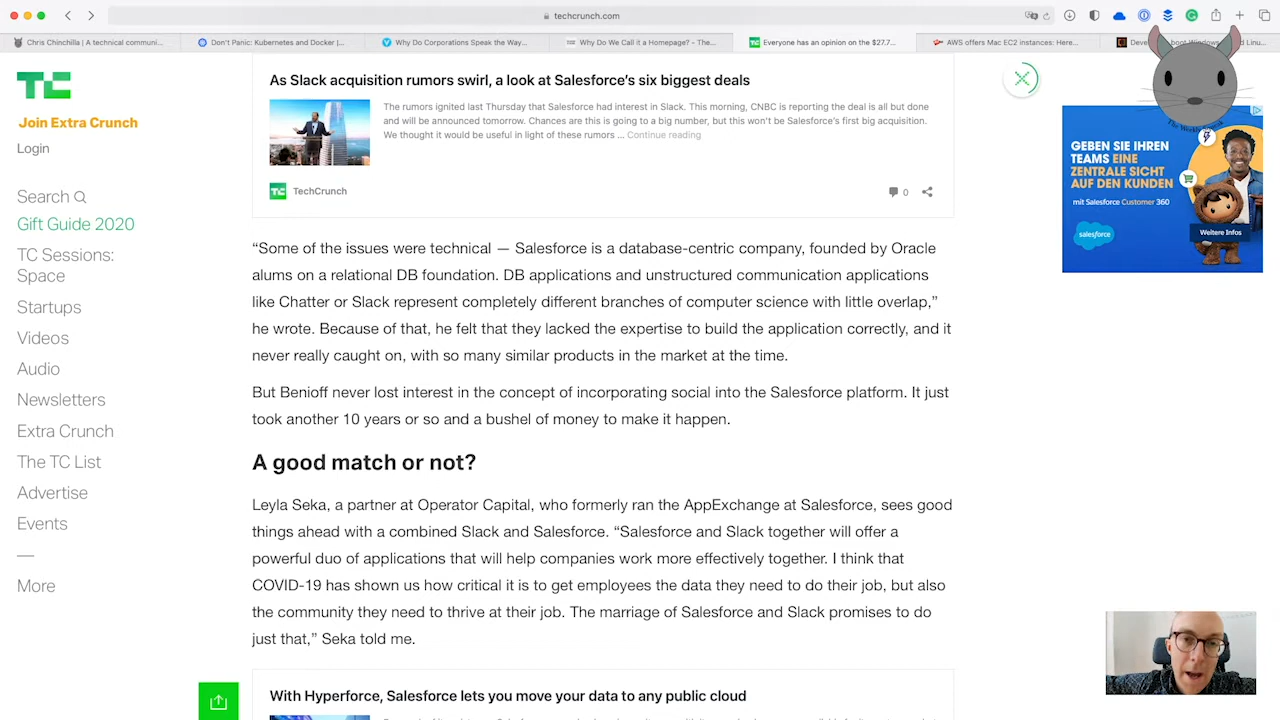 techcrunch.com
Chris Chinchilla | A technical communi...
Don't Panic: Kubernetes and Docker |...
Why Do Corporations Speak the Way...
Why Do We Call it a Homepage? - The...
Everyone has an opinion on the $27.7...
AWS offers Mac EC2 instances: Here...
TC
Join Extra Crunch
Login
Search
Gift Guide 2020
TC Sessions:
Space
Startups
Videos
Audio
Newsletters
Extra Crunch
The TC List
Advertise
Events
—
More
As Slack acquisition rumors swirl, a look at Salesforce's six biggest deals
The rumors ignited last Thursday that Salesforce had interest in Slack. This morning, CNBC is reporting the deal is all but done
and will be announced tomorrow. Chances are this is going to a big number, but this won't be Salesforce's first big acquisition.
We thought it would be useful in light of these rumors ... Continue reading
TechCrunch
0
“Some of the issues were technical — Salesforce is a database-centric company, founded by Oracle
alums on a relational DB foundation. DB applications and unstructured communication applications
like Chatter or Slack represent completely different branches of computer science with little overlap,”
he wrote. Because of that, he felt that they lacked the expertise to build the application correctly, and it
never really caught on, with so many similar products in the market at the time.
But Benioff never lost interest in the concept of incorporating social into the Salesforce platform. It just
took another 10 years or so and a bushel of money to make it happen.
A good match or not?
Leyla Seka, a partner at Operator Capital, who formerly ran the AppExchange at Salesforce, sees good
things ahead with a combined Slack and Salesforce. “Salesforce and Slack together will offer a
powerful duo of applications that will help companies work more effectively together. I think that
COVID-19 has shown us how critical it is to get employees the data they need to do their job, but also
the community they need to thrive at their job. The marriage of Salesforce and Slack promises to do
just that,” Seka told me.
With Hyperforce, Salesforce lets you move your data to any public cloud
GEBEN SIE IHREN
TEAMS EINE
ZENTRALE SICHT
AUF DEN KUNDEN
mit Salesforce Customer 360
salesforce
Weitere Infos